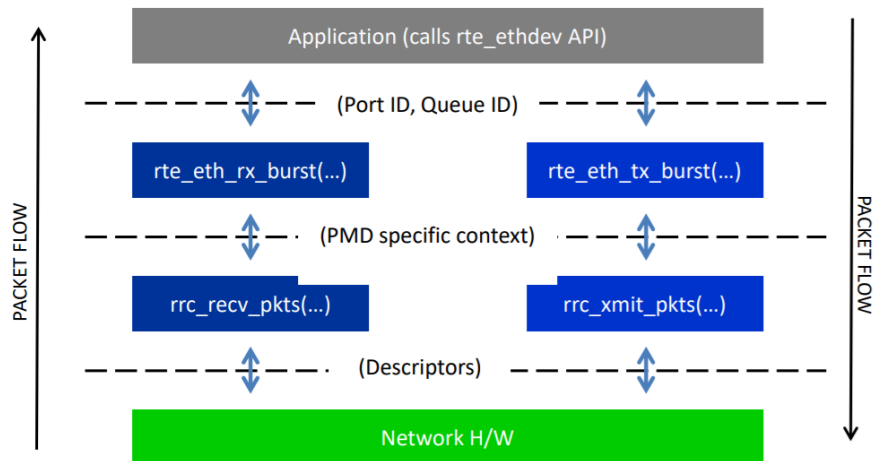 Application (calls rte_ethdev API)
(Port ID, Queue ID)
rte_eth_rx_burst(...)
rte_eth_tx_burst(...)
PACKET FLOW
PACKET FLOW
(PMD specific context)
rrc_recv_pkts(...)
rrc_xmit_pkts(...)
(Descriptors)
Network H/W